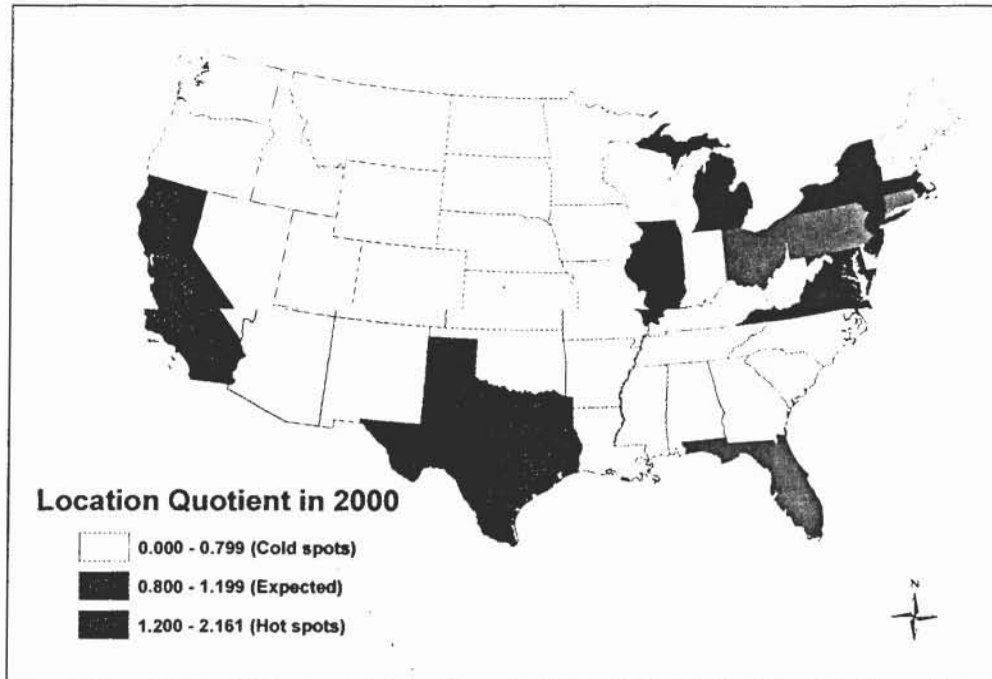 Location Quotient in 2000
0.000 - 0.799 (Cold spots)
0.800 - 1.199 (Expected)
1.200 - 2.161 (Hot spots)
N